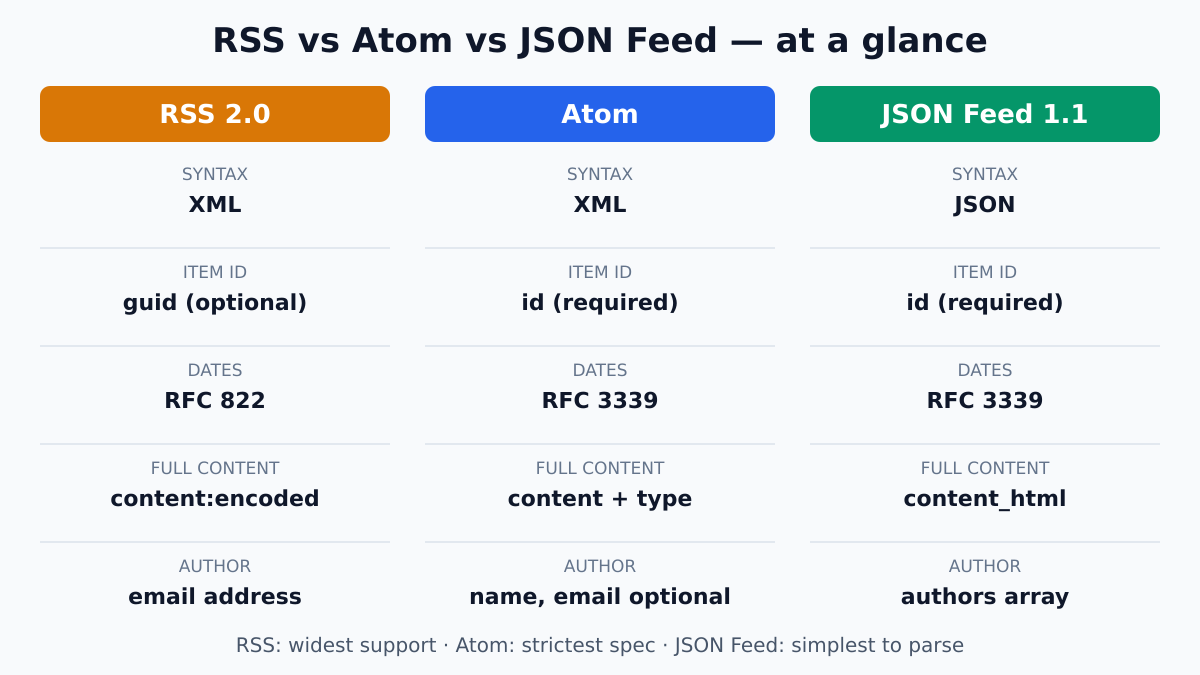 RSS vs Atom vs JSON Feed — at a glance
RSS 2.0
SYNTAX
XML
ITEM ID
guid (optional)
DATES
RFC 822
FULL CONTENT
content:encoded
AUTHOR
email address
Atom
SYNTAX
XML
ITEM ID
id (required)
DATES
RFC 3339
FULL CONTENT
content + type
AUTHOR
name, email optional
JSON Feed 1.1
SYNTAX
JSON
ITEM ID
id (required)
DATES
RFC 3339
FULL CONTENT
content_html
AUTHOR
authors array
RSS: widest support · Atom: strictest spec · JSON Feed: simplest to parse